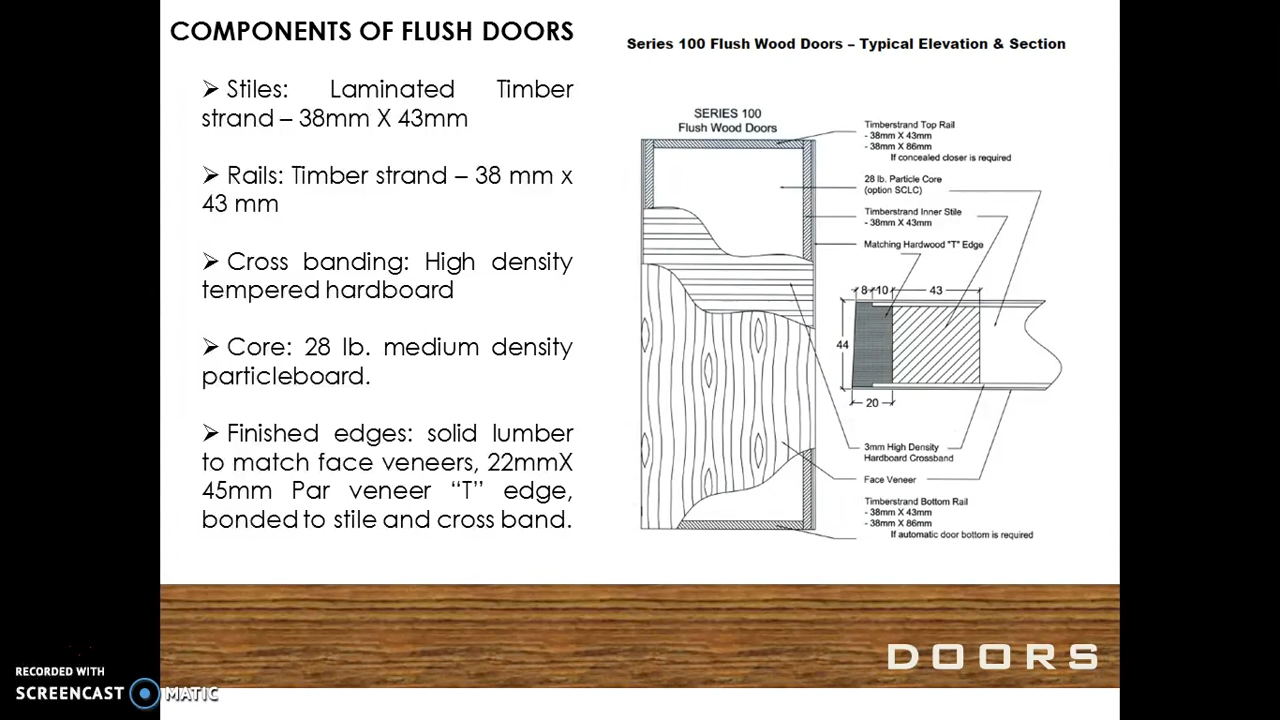 COMPONENTS OF FLUSH DOORS
➢ Stiles: Laminated Timber
strand – 38mm X 43mm
➢ Rails: Timber strand – 38 mm x
43 mm
➢ Cross banding: High density
tempered hardboard
➢ Core: 28 lb. medium density
particleboard.
➢ Finished edges: solid lumber
to match face veneers, 22mmX
45mm Par veneer “T” edge,
bonded to stile and cross band.
Series 100 Flush Wood Doors – Typical Elevation & Section
SERIES 100
Flush Wood Doors
Timberstrand Top Rail
- 38mm X 43mm
- 38mm X 86mm
If concealed closer is required
28 lb. Particle Core
(option SCLC)
Timberstrand Inner Stile
- 38mm X 43mm
Matching Hardwood "T" Edge
8 10 43
44
20
3mm High Density
Hardboard Crossband
Face Veneer
Timberstrand Bottom Rail
- 38mm X 43mm
- 38mm X 86mm
If automatic door bottom is required
DOORS
RECORDED WITH
SCREENCAST MATIC